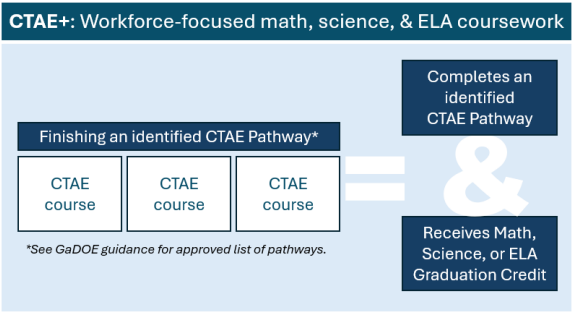 CTAE+: Workforce-focused math, science, & ELA coursework
Finishing an identified CTAE Pathway*
CTAE
course
CTAE
course
CTAE
course
*See GaDOE guidance for approved list of pathways.
=
Completes an
identified
CTAE Pathway
&
Receives Math,
Science, or ELA
Graduation Credit